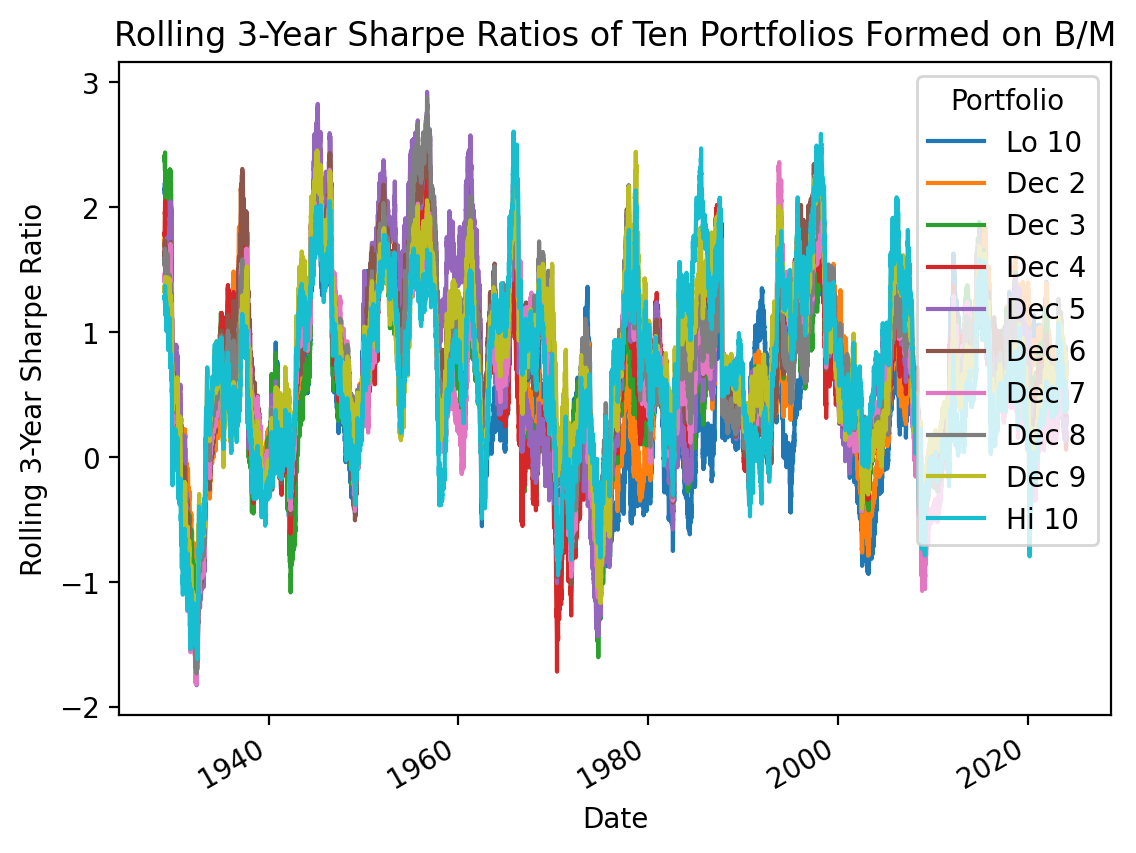 Rolling 3-Year Sharpe Ratios of Ten Portfolios Formed on B/M
Rolling 3-Year Sharpe Ratio
3
2
1
0
−1
−2
Portfolio
Lo 10
Dec 2
Dec 3
Dec 4
Dec 5
Dec 6
Dec 7
Dec 8
Dec 9
Hi 10
1940
1960
1980
2000
2020
Date